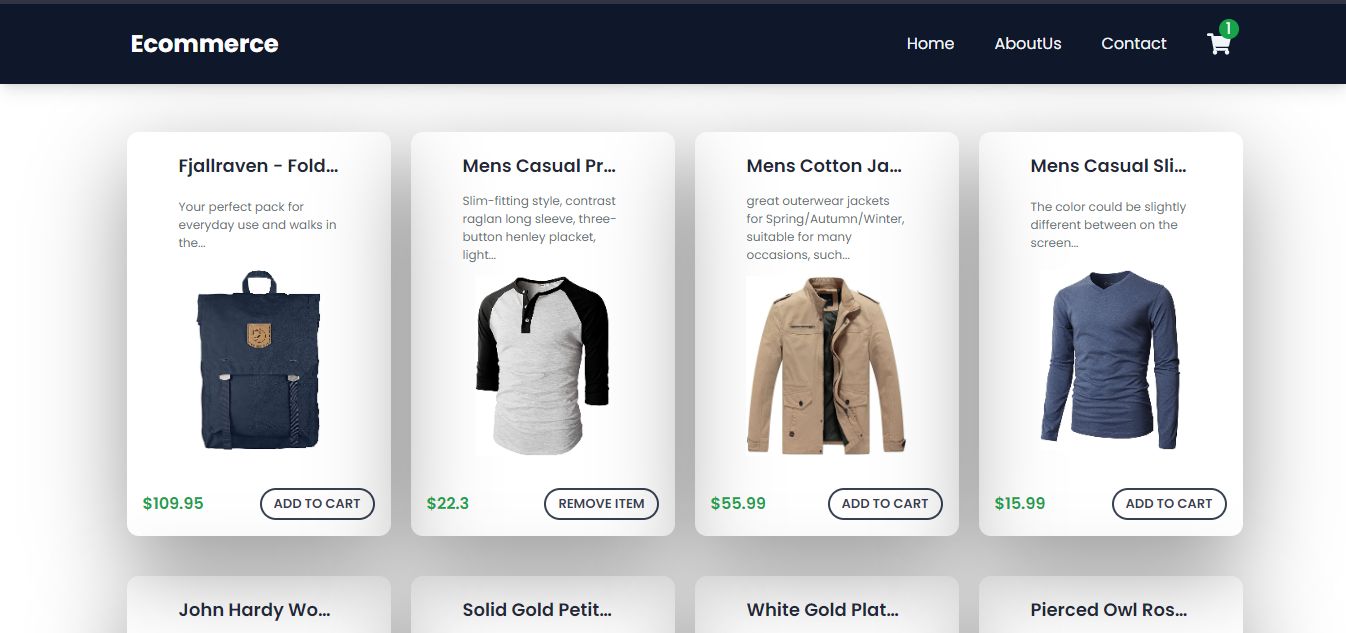 Ecommerce
Home
AboutUs
Contact
1
Fjallraven - Fold...
Your perfect pack for
everyday use and walks in
the...
$109.95
ADD TO CART
Mens Casual Pr...
Slim-fitting style, contrast
raglan long sleeve, three-
button henley placket,
light...
$22.3
REMOVE ITEM
Mens Cotton Ja...
great outerwear jackets
for Spring/Autumn/Winter,
suitable for many
occasions, such...
$55.99
ADD TO CART
Mens Casual Sli...
The color could be slightly
different between on the
screen...
$15.99
ADD TO CART
John Hardy Wo...
Solid Gold Petit...
White Gold Plat...
Pierced Owl Ros...